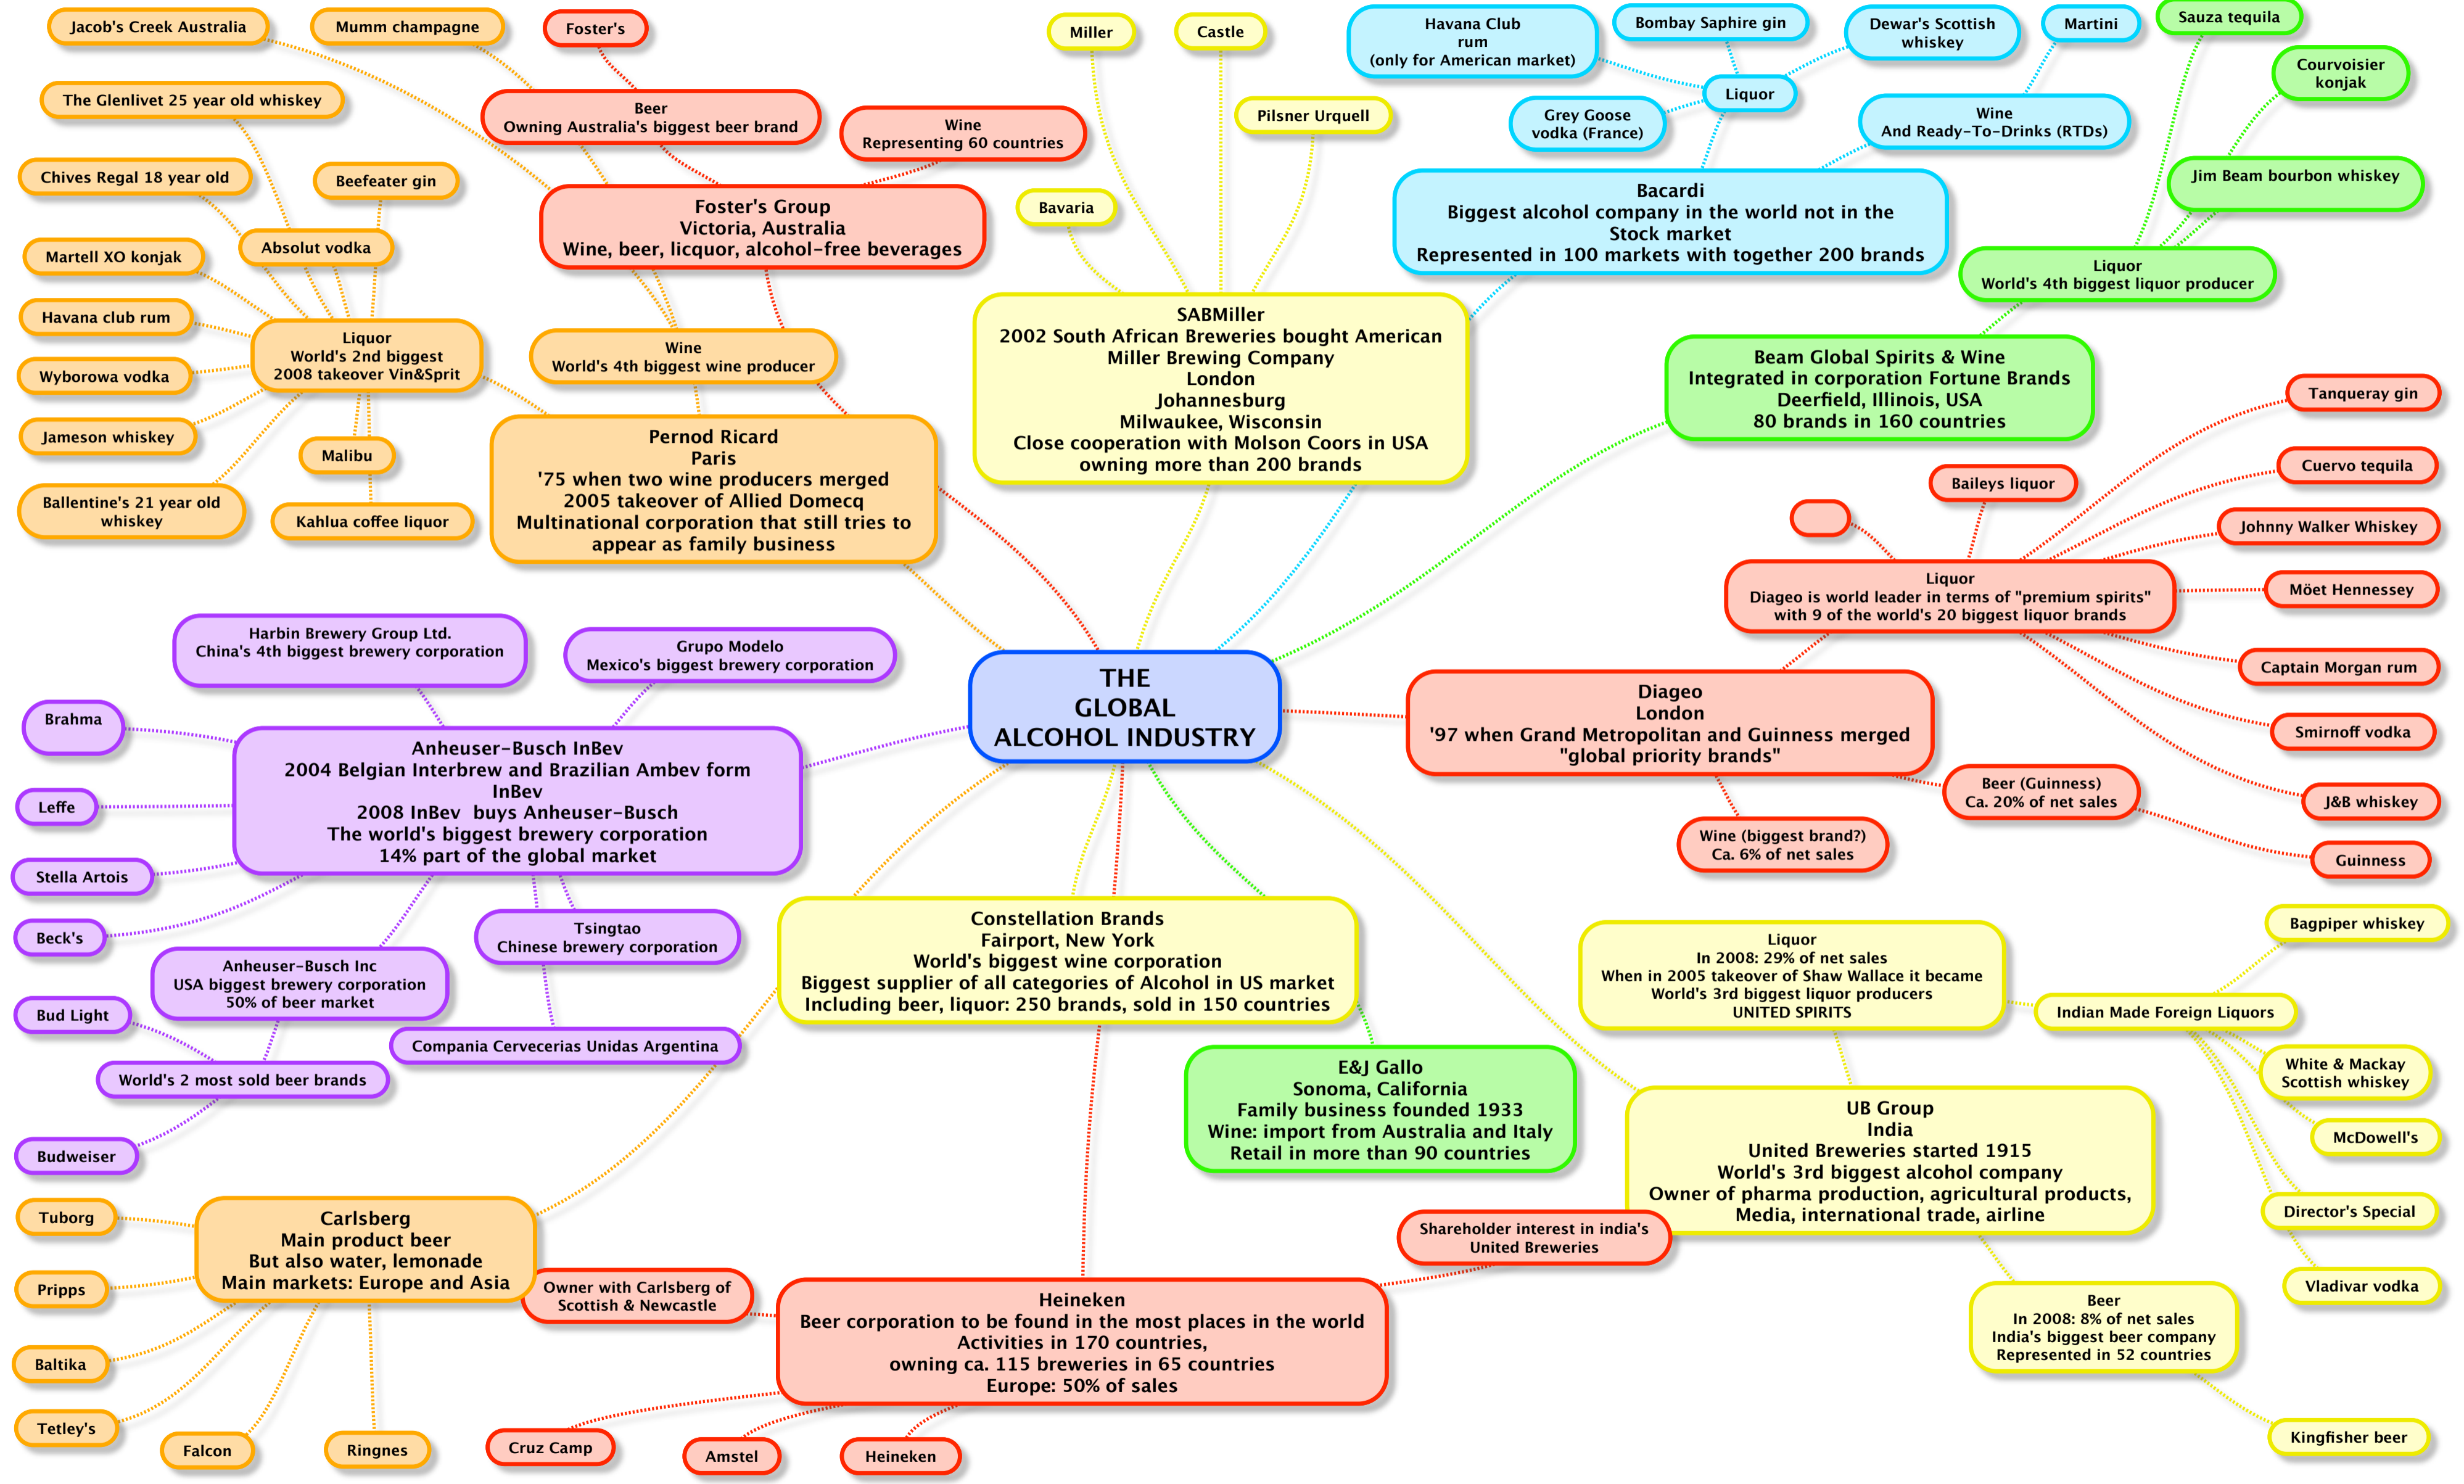 Jacob's Creek Australia
Mumm champagne
Foster's
The Glenlivet 25 year old whiskey
Beer
Owning Australia's biggest beer brand
Wine
Representing 60 countries
Chives Regal 18 year old
Beefeater gin
Foster's Group
Victoria, Australia
Wine, beer, licquor, alcohol-free beverages
Martell XO konjak
Absolut vodka
Havana club rum
Liquor
World's 2nd biggest
2008 takeover Vin&Sprit
Wine
World's 4th biggest wine producer
Wyborowa vodka
Jameson whiskey
Malibu
Ballentine's 21 year old
whiskey
Kahlua coffee liquor
Pernod Ricard
Paris
'75 when two wine producers merged
2005 takeover of Allied Domecq
Multinational corporation that still tries to
appear as family business
Miller
Castle
Pilsner Urquell
Bavaria
SABMiller
2002 South African Breweries bought American
Miller Brewing Company
London
Johannesburg
Milwaukee, Wisconsin
Close cooperation with Molson Coors in USA
owning more than 200 brands
Havana Club
rum
(only for American market)
Bombay Saphire gin
Dewar's Scottish
whiskey
Martini
Liquor
Grey Goose
vodka (France)
Wine
And Ready-To-Drinks (RTDs)
Bacardi
Biggest alcohol company in the world not in the
Stock market
Represented in 100 markets with together 200 brands
Sauza tequila
Courvoisier
konjak
Jim Beam bourbon whiskey
Liquor
World's 4th biggest liquor producer
Beam Global Spirits & Wine
Integrated in corporation Fortune Brands
Deerfield, Illinois, USA
80 brands in 160 countries
Tanqueray gin
Cuervo tequila
Baileys liquor
Johnny Walker Whiskey
Liquor
Diageo is world leader in terms of "premium spirits"
with 9 of the world's 20 biggest liquor brands
Möet Hennessey
Captain Morgan rum
Smirnoff vodka
J&B whiskey
Diageo
London
'97 when Grand Metropolitan and Guinness merged
"global priority brands"
Beer (Guinness)
Ca. 20% of net sales
Wine (biggest brand?)
Ca. 6% of net sales
Guinness
THE
GLOBAL
ALCOHOL INDUSTRY
Harbin Brewery Group Ltd.
China's 4th biggest brewery corporation
Grupo Modelo
Mexico's biggest brewery corporation
Brahma
Anheuser-Busch InBev
2004 Belgian Interbrew and Brazilian Ambev form
InBev
2008 InBev  buys Anheuser-Busch
The world's biggest brewery corporation
14% part of the global market
Leffe
Stella Artois
Beck's
Tsingtao
Chinese brewery corporation
Anheuser-Busch Inc
USA biggest brewery corporation
50% of beer market
Bud Light
Compania Cervecerias Unidas Argentina
World's 2 most sold beer brands
Budweiser
Constellation Brands
Fairport, New York
World's biggest wine corporation
Biggest supplier of all categories of Alcohol in US market
Including beer, liquor: 250 brands, sold in 150 countries
E&J Gallo
Sonoma, California
Family business founded 1933
Wine: import from Australia and Italy
Retail in more than 90 countries
Liquor
In 2008: 29% of net sales
When in 2005 takeover of Shaw Wallace it became
World's 3rd biggest liquor producers
UNITED SPIRITS
Bagpiper whiskey
Indian Made Foreign Liquors
White & Mackay
Scottish whiskey
McDowell's
Director's Special
Vladivar vodka
UB Group
India
United Breweries started 1915
World's 3rd biggest alcohol company
Owner of pharma production, agricultural products,
Media, international trade, airline
Beer
In 2008: 8% of net sales
India's biggest beer company
Represented in 52 countries
Kingfisher beer
Tuborg
Carlsberg
Main product beer
But also water, lemonade
Main markets: Europe and Asia
Pripps
Baltika
Tetley's
Falcon
Ringnes
Owner with Carlsberg of
Scottish & Newcastle
Shareholder interest in india's
United Breweries
Heineken
Beer corporation to be found in the most places in the world
Activities in 170 countries,
owning ca. 115 breweries in 65 countries
Europe: 50% of sales
Cruz Camp
Amstel
Heineken